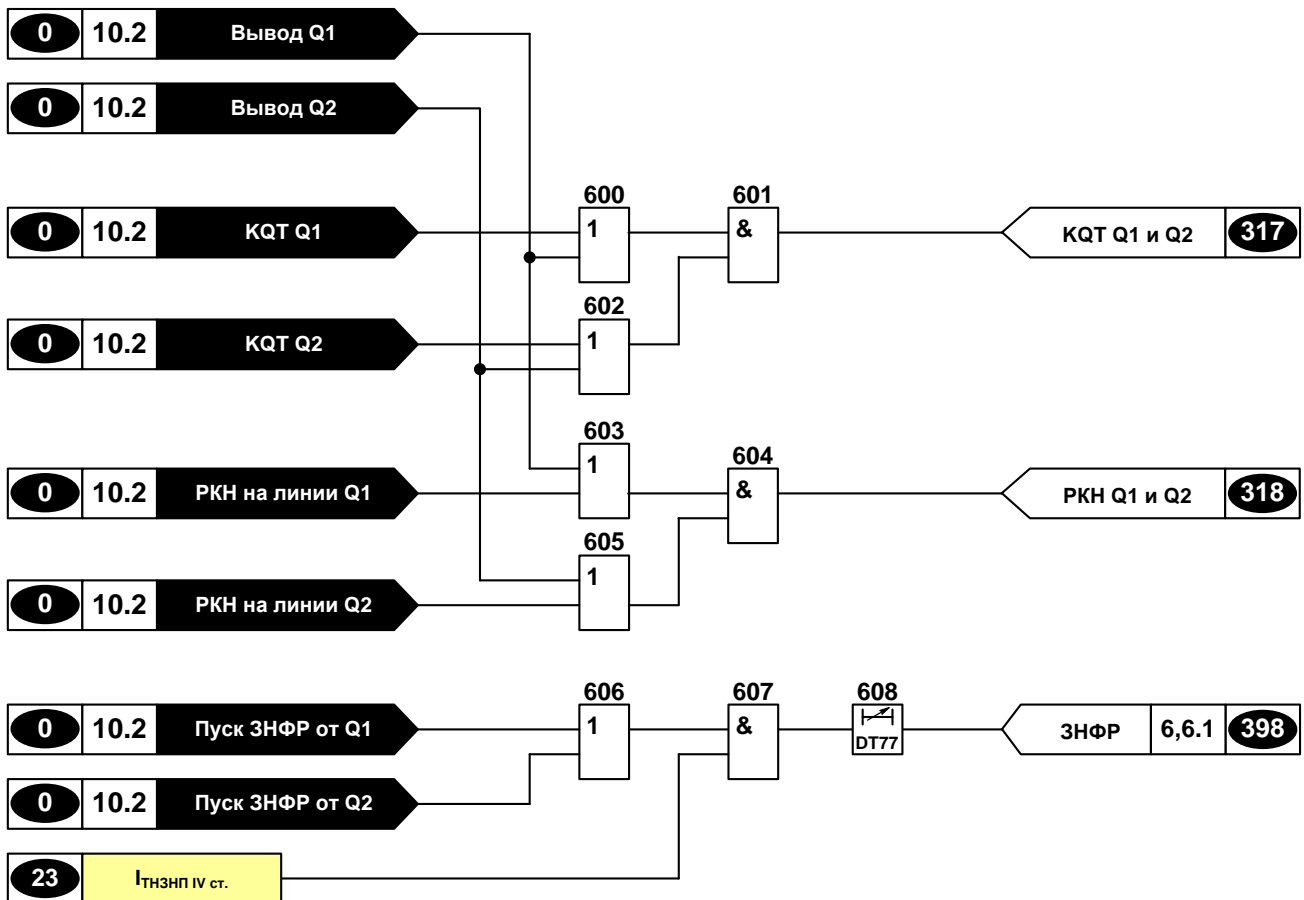 0 10.2 Вывод Q1
0 10.2 Вывод Q2
600 601
0 10.2 KQT Q1 1 & KQT Q1 и Q2 317
602
0 10.2 KQT Q2 1
603
1 604
0 10.2 РКН на линии Q1 & РКН Q1 и Q2 318
605
1
0 10.2 РКН на линии Q2
606 607 608
0 10.2 Пуск ЗНФР от Q1 1 & DT77 ЗНФР 6,6.1 398
0 10.2 Пуск ЗНФР от Q2
23 IТНЗНП IV ст.